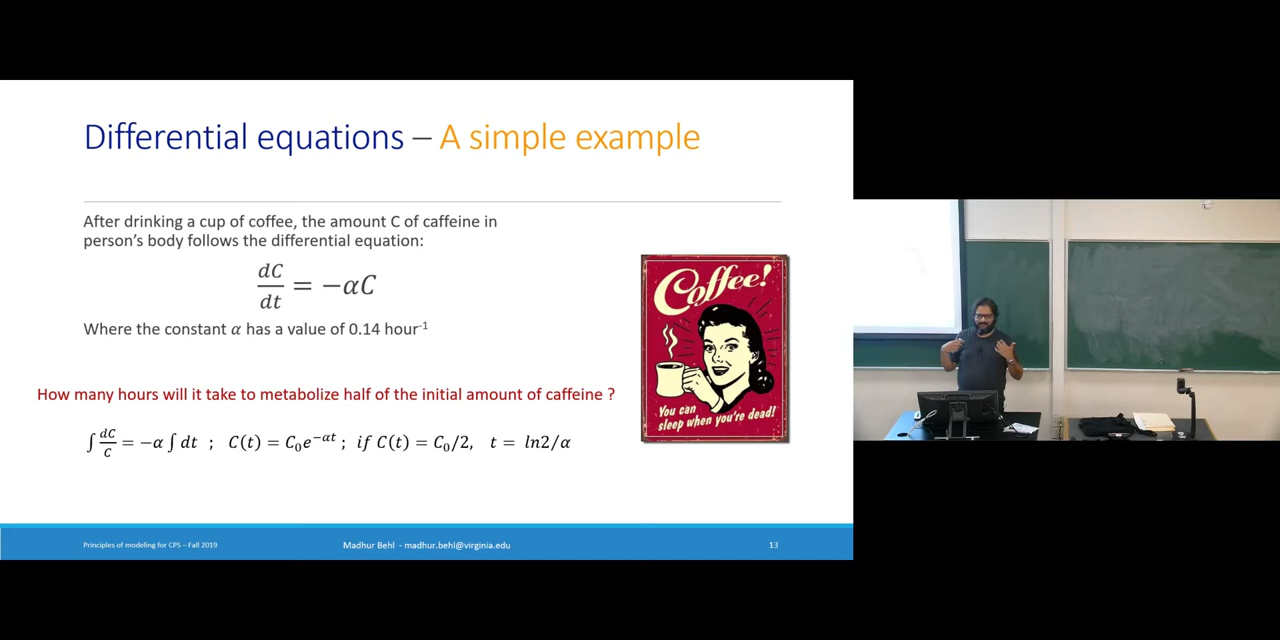 Differential equations – A simple example
After drinking a cup of coffee, the amount C of caffeine in
person's body follows the differential equation:
dC/dt = −αC
Where the constant α has a value of 0.14 hour⁻¹
Coffee!
You can
sleep when you're dead!
How many hours will it take to metabolize half of the initial amount of caffeine ?
∫ dC/C = −α ∫ dt ; C(t) = C₀e^(−αt) ; if C(t) = C₀/2, t = ln2/α
Principles of modeling for CPS – Fall 2019
Madhur Behl - madhur.behl@virginia.edu
13